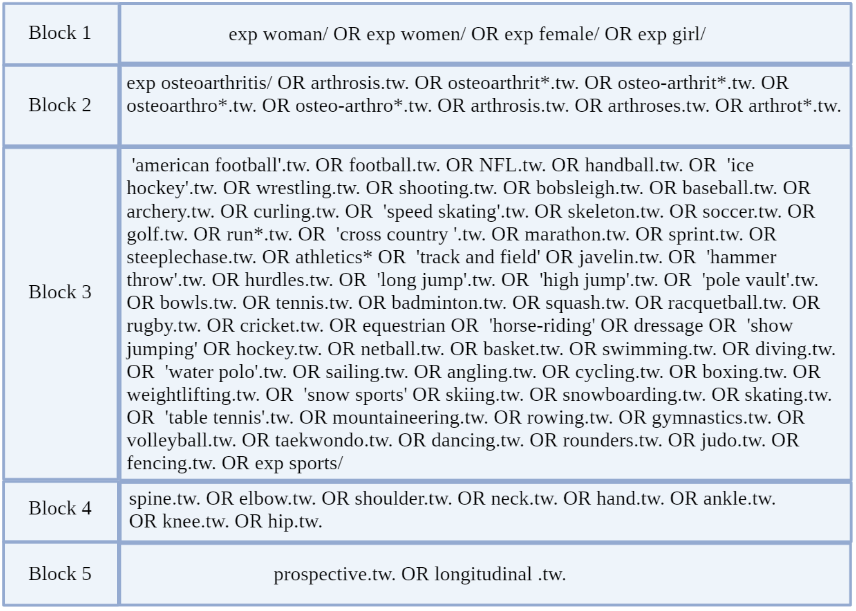 Block 1
exp woman/ OR exp women/ OR exp female/ OR exp girl/
Block 2
exp osteoarthritis/ OR arthrosis.tw. OR osteoarthrit*.tw. OR osteo-arthrit*.tw. OR
osteoarthro*.tw. OR osteo-arthro*.tw. OR arthrosis.tw. OR arthroses.tw. OR arthrot*.tw.
Block 3
'american football'.tw. OR football.tw. OR NFL.tw. OR handball.tw. OR  'ice
hockey'.tw. OR wrestling.tw. OR shooting.tw. OR bobsleigh.tw. OR baseball.tw. OR
archery.tw. OR curling.tw. OR  'speed skating'.tw. OR skeleton.tw. OR soccer.tw. OR
golf.tw. OR run*.tw. OR  'cross country '.tw. OR marathon.tw. OR sprint.tw. OR
steeplechase.tw. OR athletics* OR  'track and field' OR javelin.tw. OR  'hammer
throw'.tw. OR hurdles.tw. OR  'long jump'.tw. OR  'high jump'.tw. OR  'pole vault'.tw.
OR bowls.tw. OR tennis.tw. OR badminton.tw. OR squash.tw. OR racquetball.tw. OR
rugby.tw. OR cricket.tw. OR equestrian OR  'horse-riding' OR dressage OR  'show
jumping' OR hockey.tw. OR netball.tw. OR basket.tw. OR swimming.tw. OR diving.tw.
OR  'water polo'.tw. OR sailing.tw. OR angling.tw. OR cycling.tw. OR boxing.tw. OR
weightlifting.tw. OR  'snow sports' OR skiing.tw. OR snowboarding.tw. OR skating.tw.
OR  'table tennis'.tw. OR mountaineering.tw. OR rowing.tw. OR gymnastics.tw. OR
volleyball.tw. OR taekwondo.tw. OR dancing.tw. OR rounders.tw. OR judo.tw. OR
fencing.tw. OR exp sports/
Block 4
spine.tw. OR elbow.tw. OR shoulder.tw. OR neck.tw. OR hand.tw. OR ankle.tw.
OR knee.tw. OR hip.tw.
Block 5
prospective.tw. OR longitudinal .tw.